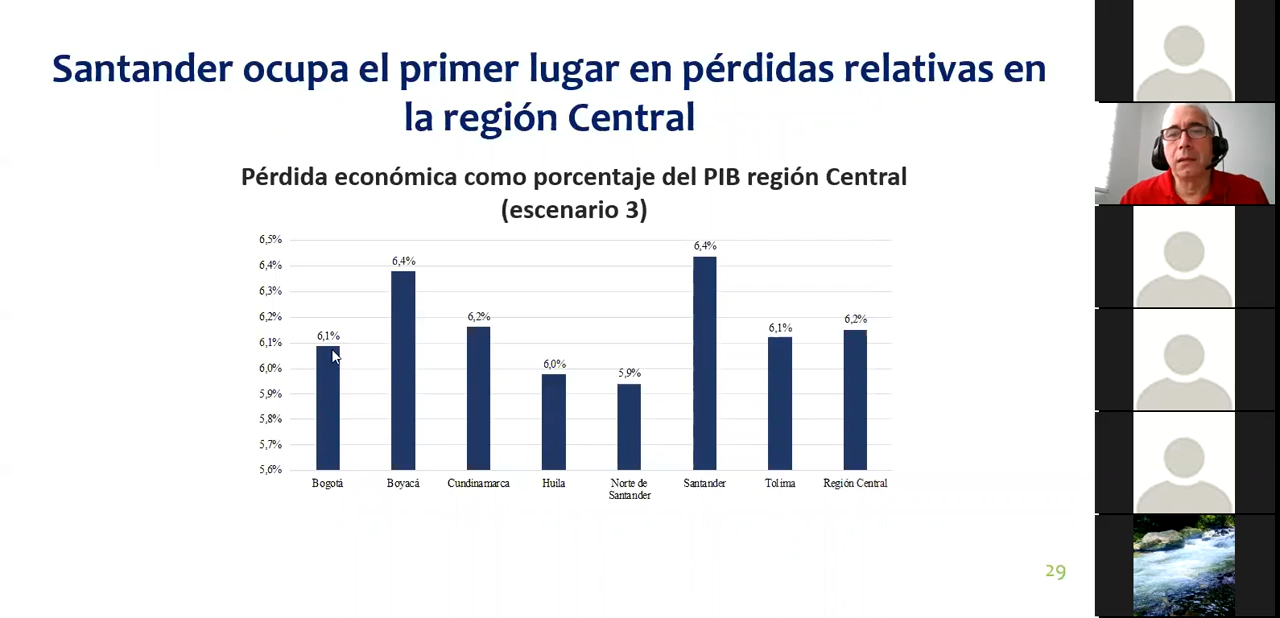 Santander ocupa el primer lugar en pérdidas relativas en
la región Central
Pérdida económica como porcentaje del PIB región Central
(escenario 3)
6,5%
6,4%
6,3%
6,2%
6,1%
6,0%
5,9%
5,8%
5,7%
5,6%
6,1%
6,4%
6,2%
6,0%
5,9%
6,4%
6,1%
6,2%
Bogotá
Boyacá
Cundinamarca
Huila
Norte de
Santander
Santander
Tolima
Región Central
29